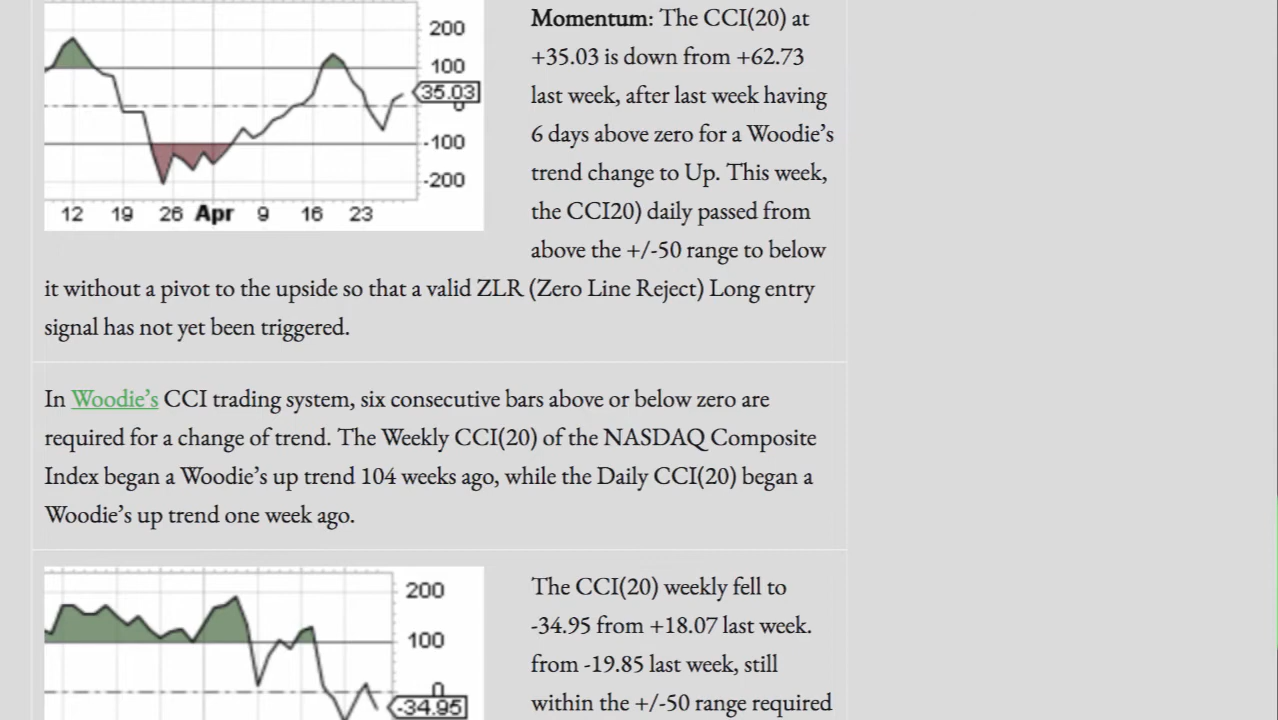 200
100
35.03
0
-100
-200
12 19 26 Apr 9 16 23
Momentum: The CCI(20) at
+35.03 is down from +62.73
last week, after last week having
6 days above zero for a Woodie’s
trend change to Up. This week,
the CCI20) daily passed from
above the +/-50 range to below
it without a pivot to the upside so that a valid ZLR (Zero Line Reject) Long entry
signal has not yet been triggered.
In Woodie’s CCI trading system, six consecutive bars above or below zero are
required for a change of trend. The Weekly CCI(20) of the NASDAQ Composite
Index began a Woodie’s up trend 104 weeks ago, while the Daily CCI(20) began a
Woodie’s up trend one week ago.
200
100
0
-34.95
The CCI(20) weekly fell to
-34.95 from +18.07 last week.
from -19.85 last week, still
within the +/-50 range required